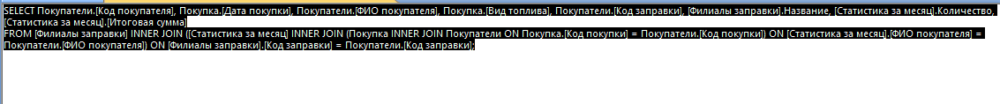 SELECT Покупатели.[Код покупателя], Покупка.[Дата покупки], Покупатели.[ФИО покупателя], Покупка.[Вид топлива], Покупатели.[Код заправки], [Филиалы заправки].Название, [Статистика за месяц].Количество,
[Статистика за месяц].[Итоговая сумма]
FROM [Филиалы заправки] INNER JOIN ([Статистика за месяц] INNER JOIN (Покупка INNER JOIN Покупатели ON Покупка.[Код покупки] = Покупатели.[Код покупки]) ON [Статистика за месяц].[ФИО покупателя] =
Покупатели.[ФИО покупателя]) ON [Филиалы заправки].[Код заправки] = Покупатели.[Код заправки];